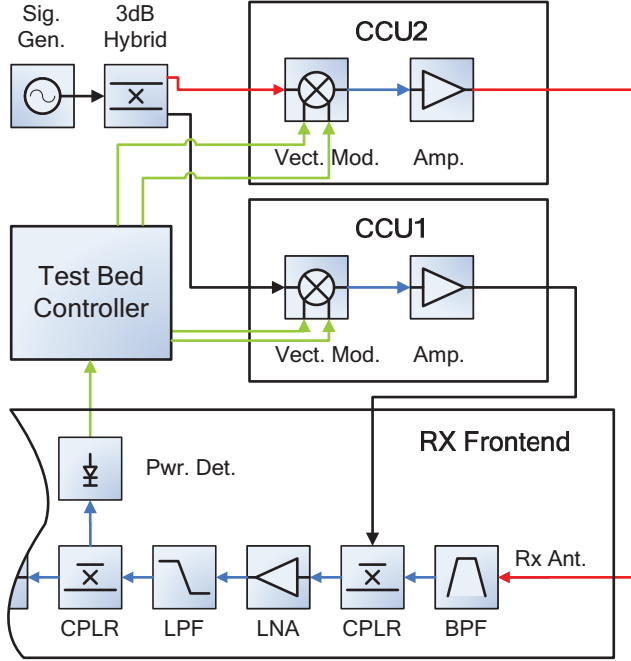 Sig.
Gen.
3dB
Hybrid
CCU2
Vect. Mod.
Amp.
CCU1
Test Bed
Controller
Vect. Mod.
Amp.
RX Frontend
Pwr. Det.
Rx Ant.
CPLR
LPF
LNA
CPLR
BPF